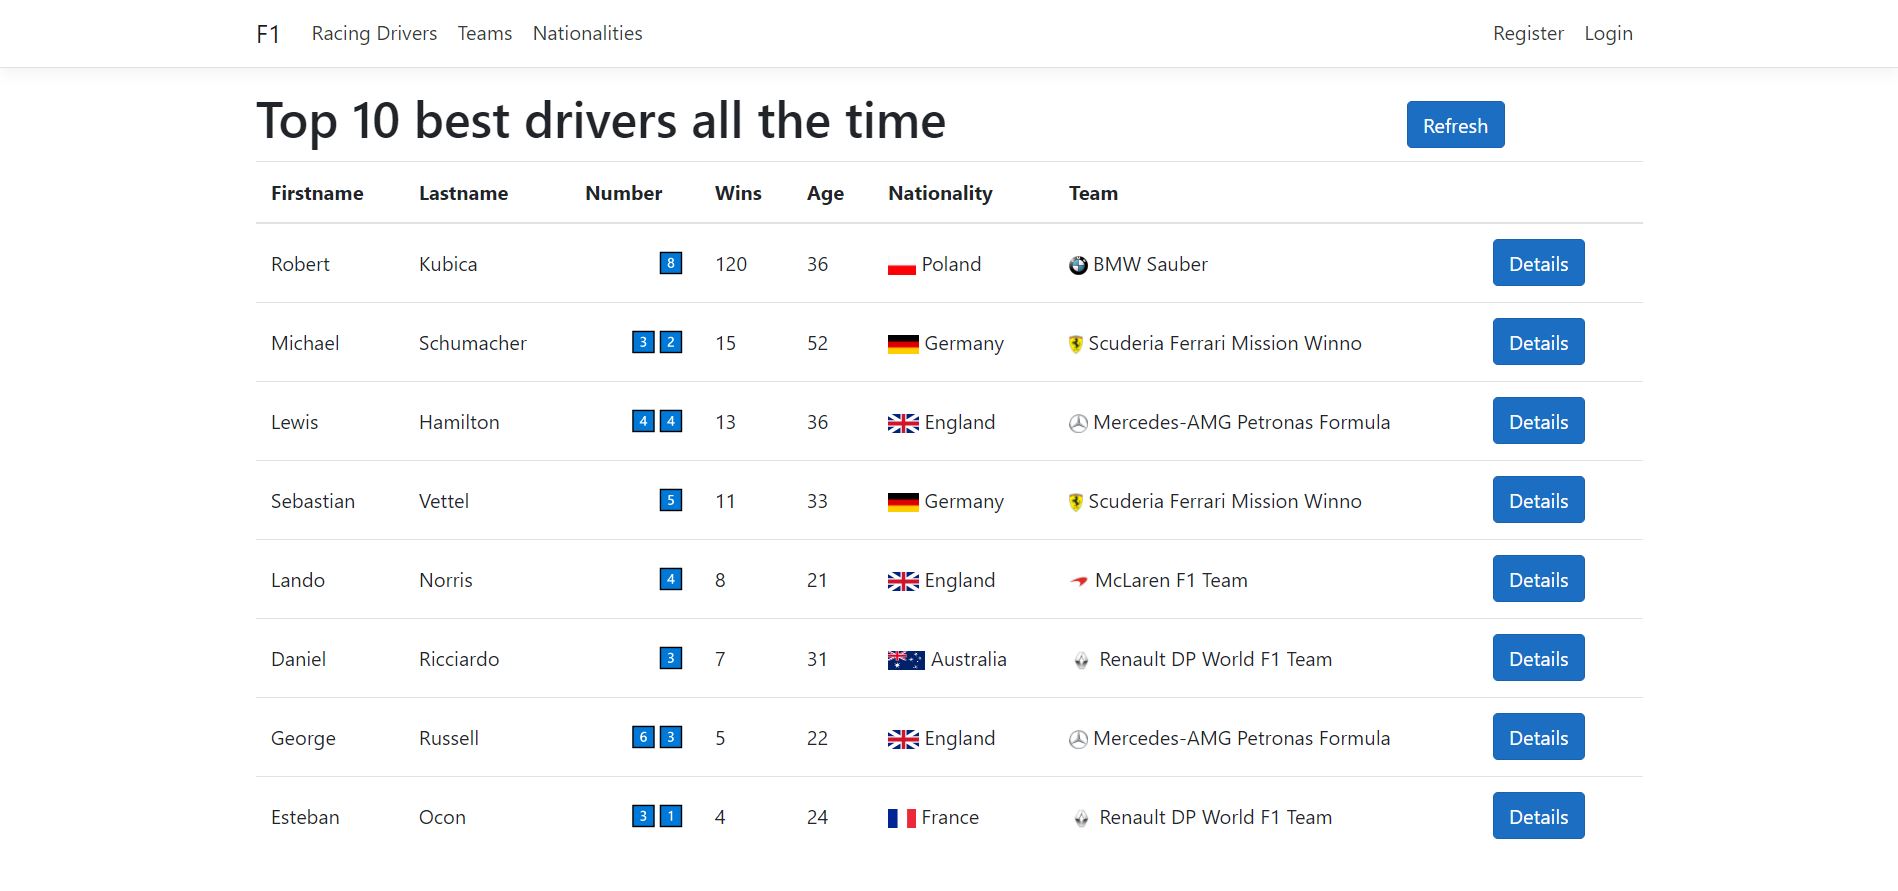 F1 Racing Drivers Teams Nationalities Register Login
Top 10 best drivers all the time Refresh
Firstname Lastname Number Wins Age Nationality Team
Robert Kubica 8 120 36 Poland BMW Sauber Details
Michael Schumacher 3 2 15 52 Germany Scuderia Ferrari Mission Winno Details
Lewis Hamilton 4 4 13 36 England Mercedes-AMG Petronas Formula Details
Sebastian Vettel 5 11 33 Germany Scuderia Ferrari Mission Winno Details
Lando Norris 4 8 21 England McLaren F1 Team Details
Daniel Ricciardo 3 7 31 Australia Renault DP World F1 Team Details
George Russell 6 3 5 22 England Mercedes-AMG Petronas Formula Details
Esteban Ocon 3 1 4 24 France Renault DP World F1 Team Details